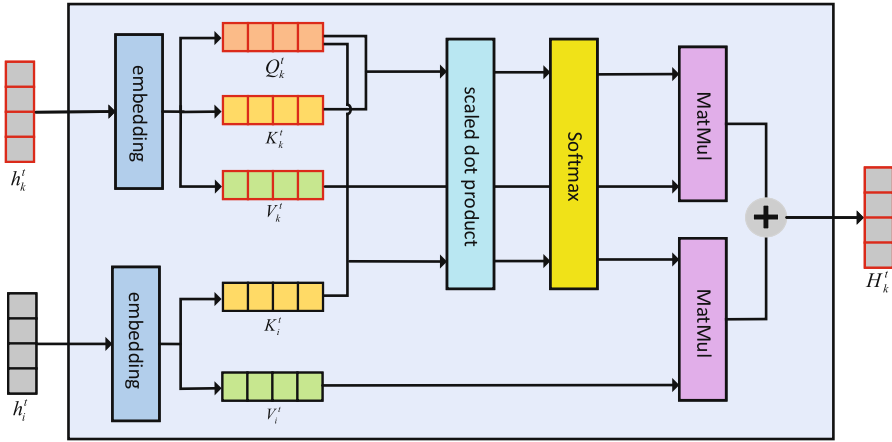 h_k^t
embedding
Q_k^t
K_k^t
V_k^t
scaled dot product
Softmax
MatMul
+
H_k^t
h_i^t
embedding
K_i^t
V_i^t
MatMul